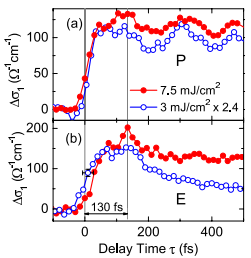 (a)
100
50
0
Δσ₁ (Ω⁻¹cm⁻¹)
P
7.5 mJ/cm²
3 mJ/cm² x 2.4
200
(b)
100
0
Δσ₁ (Ω⁻¹cm⁻¹)
E
130 fs
0 200 400
Delay Time τ (fs)